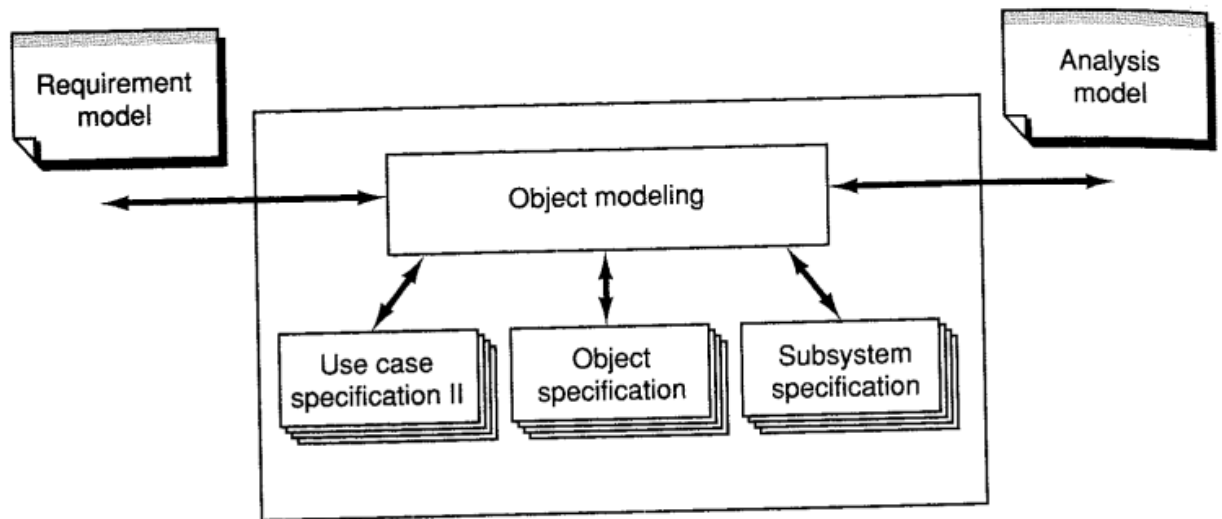 Requirement
model
Analysis
model
Object modeling
Use case
specification II
Object
specification
Subsystem
specification